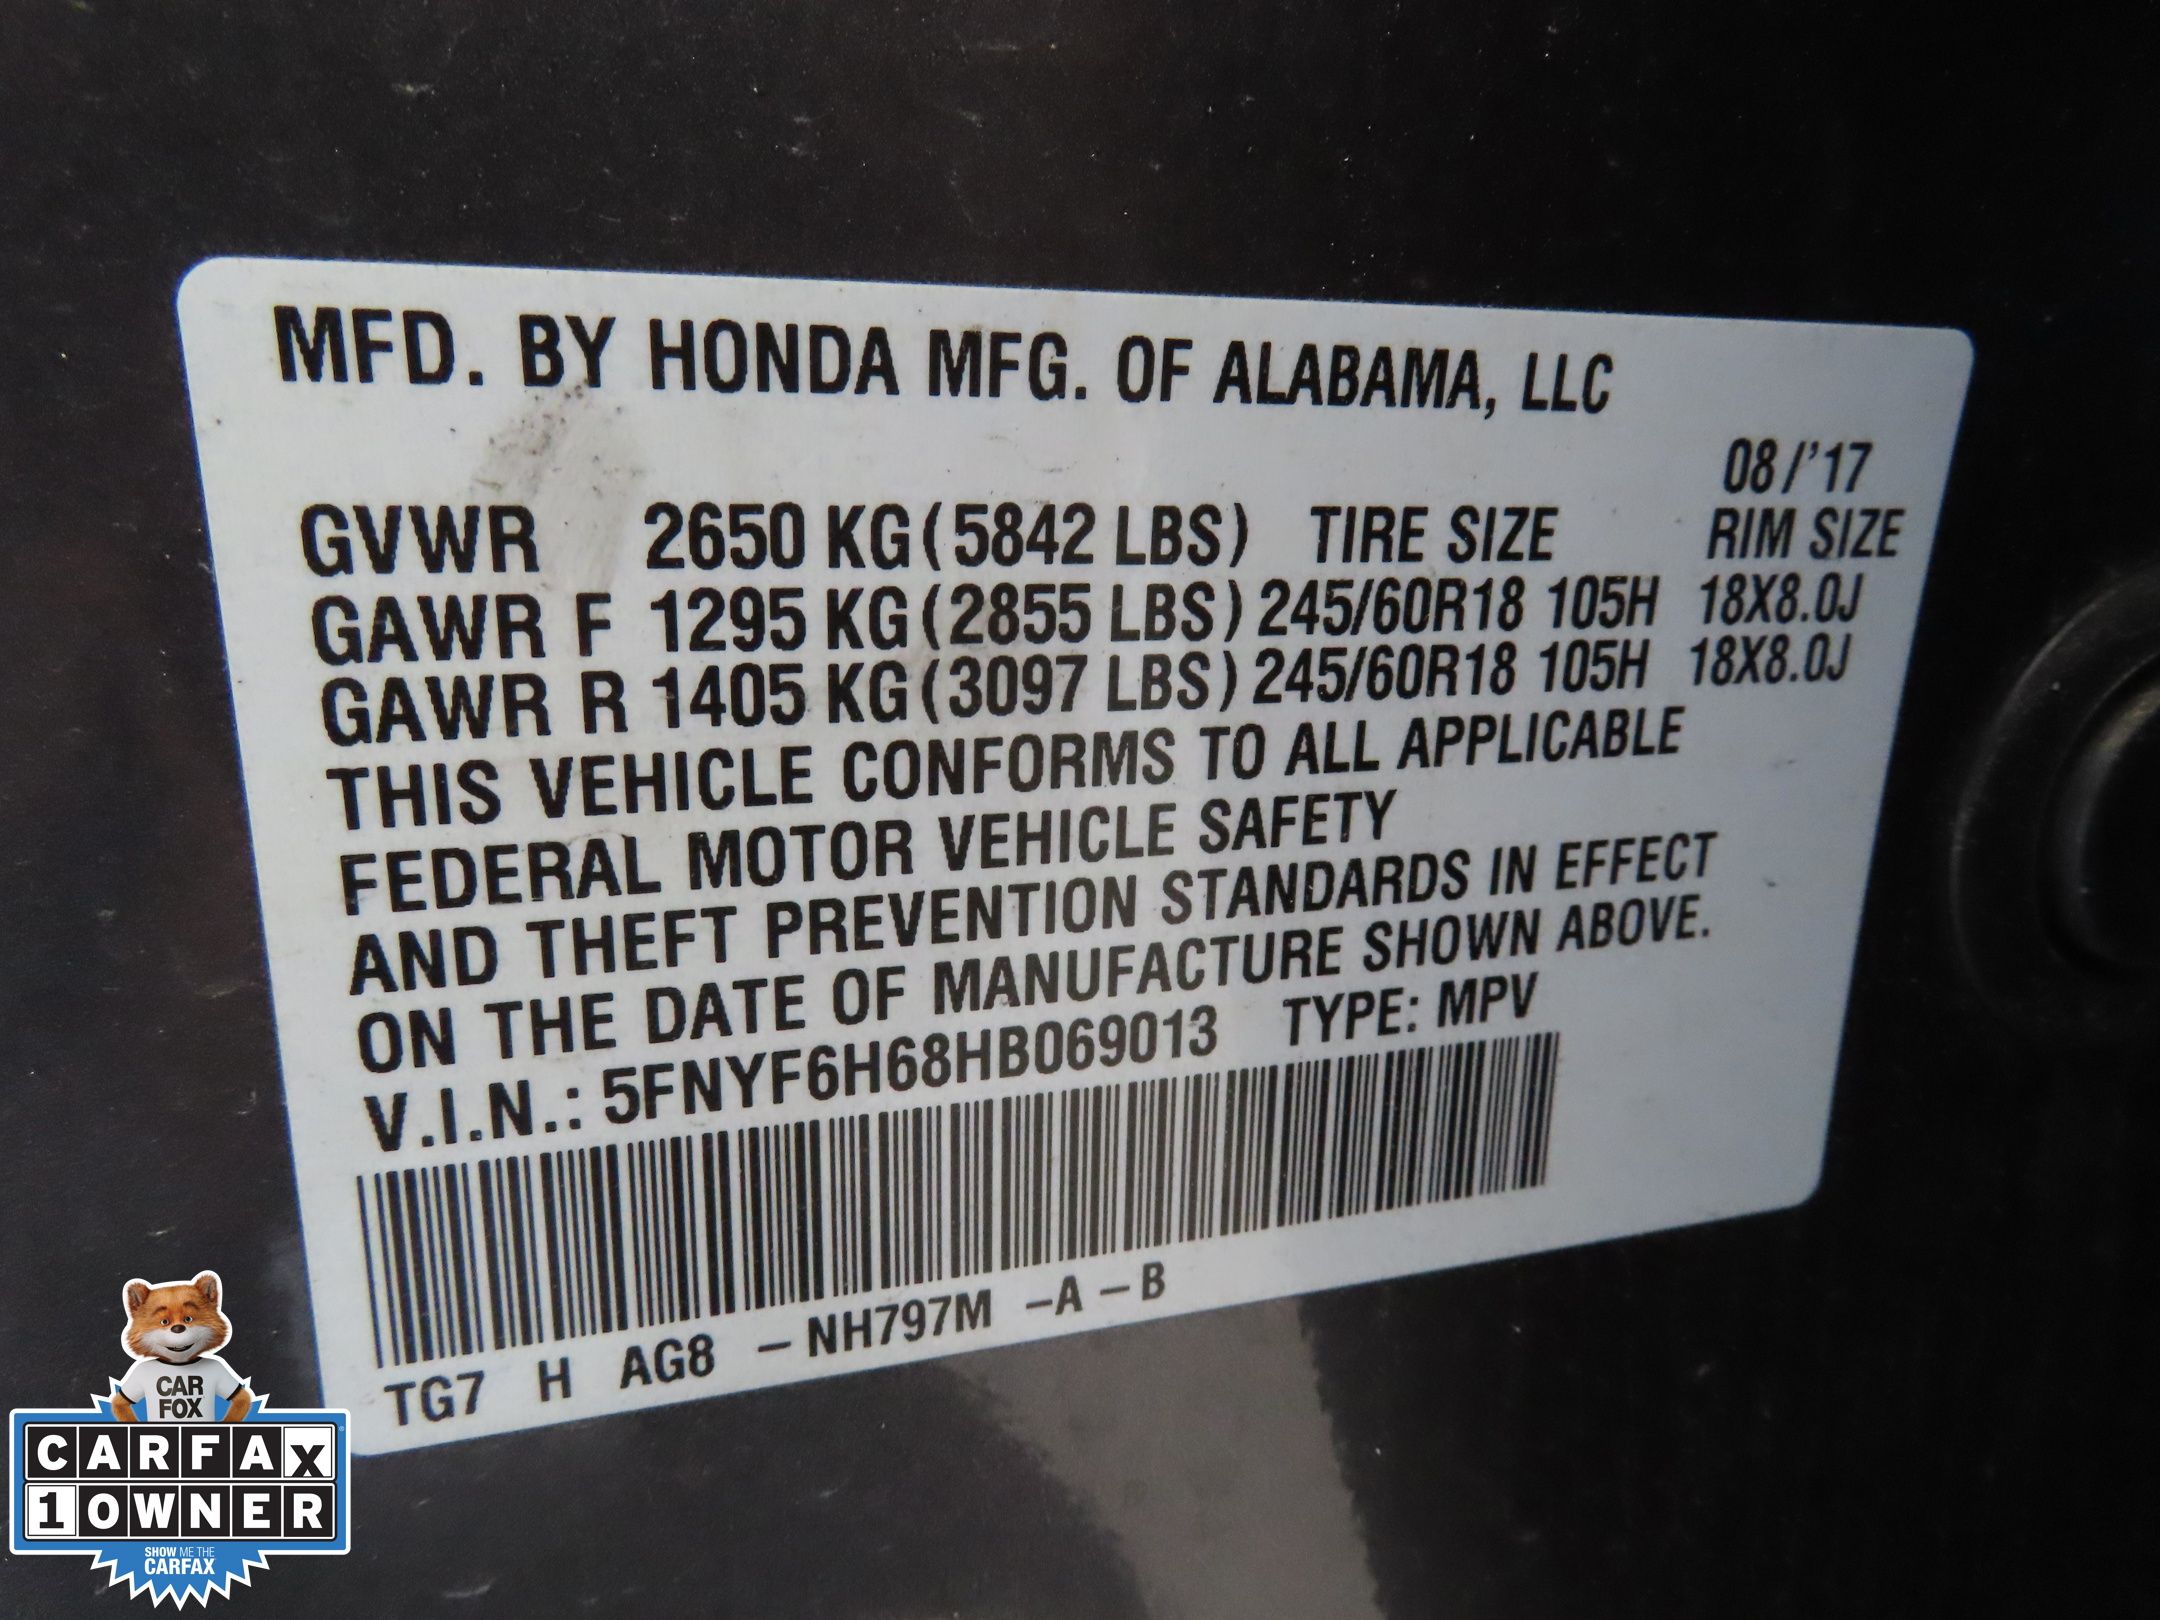 MFD. BY HONDA MFG. OF ALABAMA, LLC
08/'17
GVWR 2650 KG (5842 LBS) TIRE SIZE RIM SIZE
GAWR F 1295 KG (2855 LBS) 245/60R18 105H 18X8.0J
GAWR R 1405 KG (3097 LBS) 245/60R18 105H 18X8.0J
THIS VEHICLE CONFORMS TO ALL APPLICABLE
FEDERAL MOTOR VEHICLE SAFETY
AND THEFT PREVENTION STANDARDS IN EFFECT
ON THE DATE OF MANUFACTURE SHOWN ABOVE.
V.I.N.: 5FNYF6H68HB069013 TYPE: MPV
TG7 H AG8 – NH797M –A – B
CAR
FOX
CARFAX
1 OWNER
SHOW ME THE
CARFAX